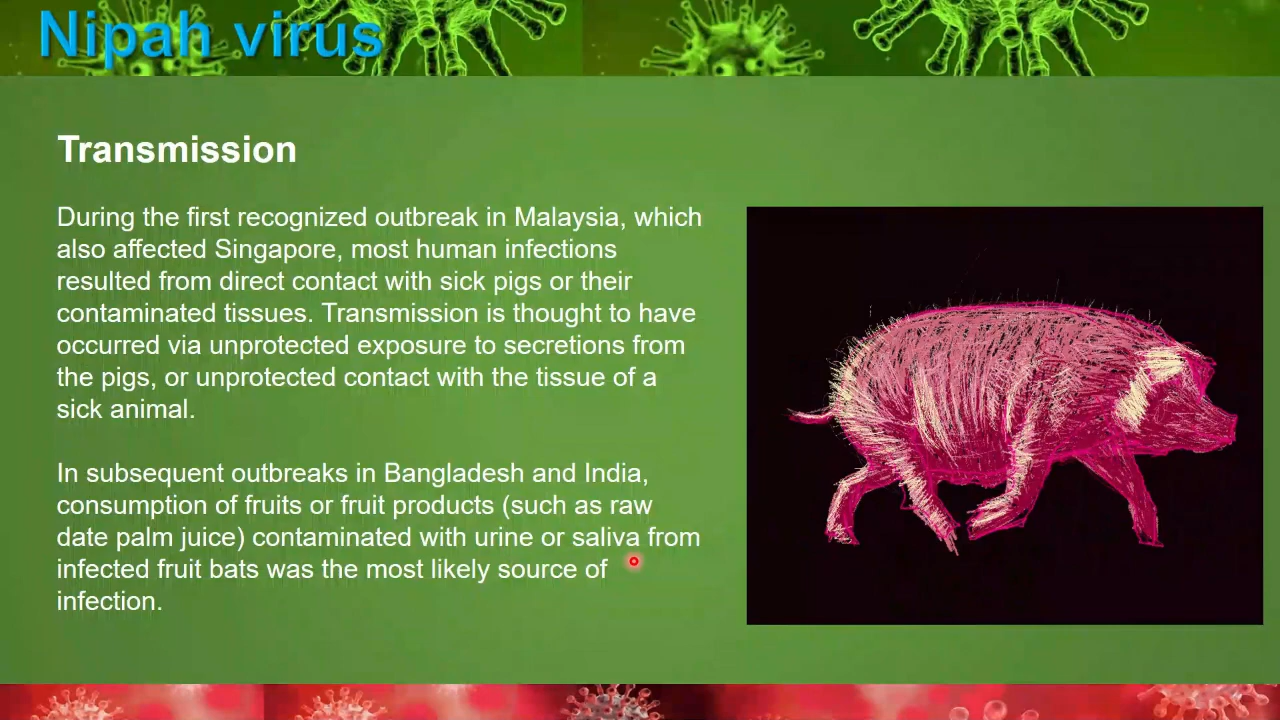 Nipah virus
Transmission
During the first recognized outbreak in Malaysia, which
also affected Singapore, most human infections
resulted from direct contact with sick pigs or their
contaminated tissues. Transmission is thought to have
occurred via unprotected exposure to secretions from
the pigs, or unprotected contact with the tissue of a
sick animal.
In subsequent outbreaks in Bangladesh and India,
consumption of fruits or fruit products (such as raw
date palm juice) contaminated with urine or saliva from
infected fruit bats was the most likely source of
infection.